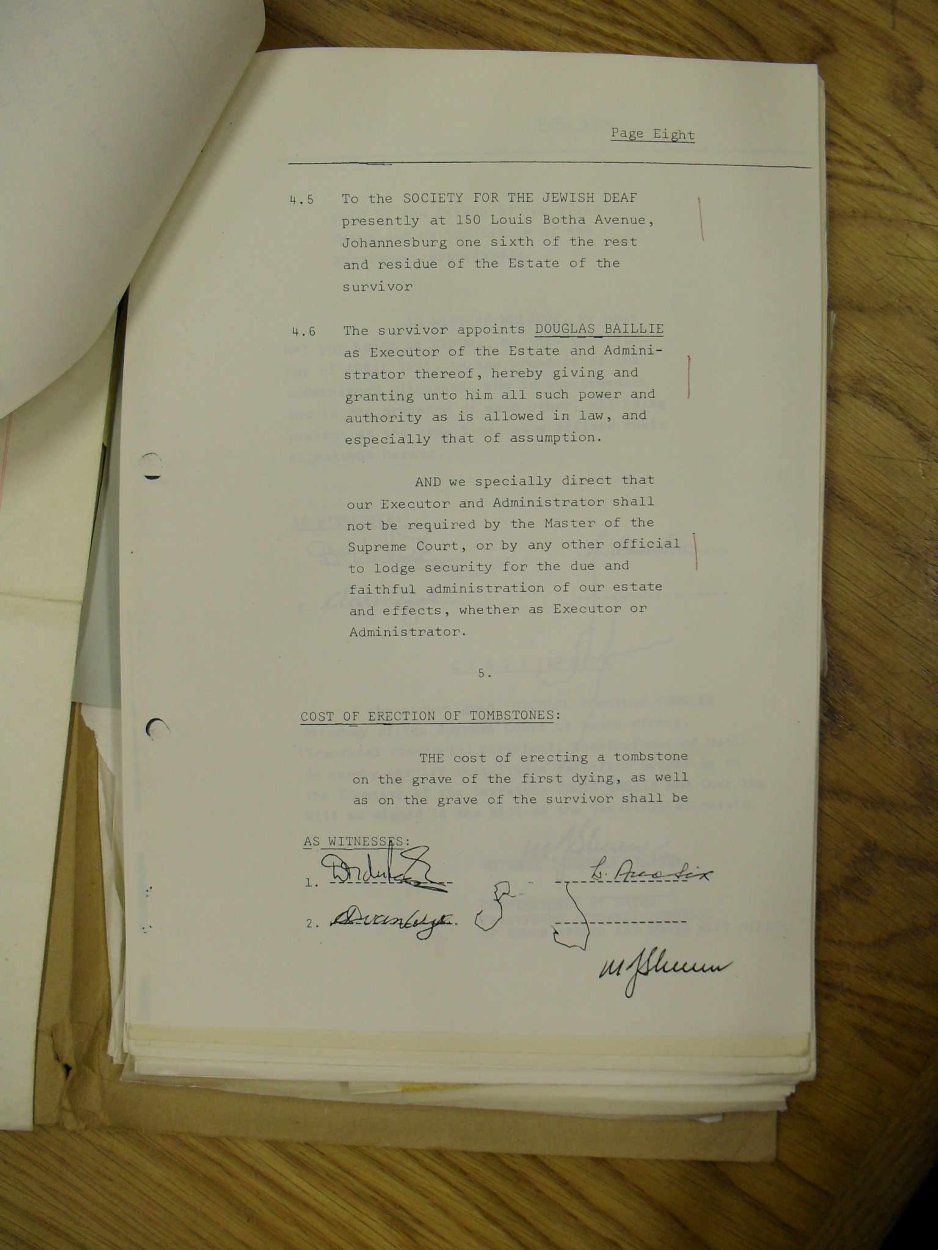 Page Eight
4.5 To the SOCIETY FOR THE JEWISH DEAF
presently at 150 Louis Botha Avenue,
Johannesburg one sixth of the rest
and residue of the Estate of the
survivor
4.6 The survivor appoints DOUGLAS BAILLIE
as Executor of the Estate and Admini-
strator thereof, hereby giving and
granting unto him all such power and
authority as is allowed in law, and
especially that of assumption.
AND we specially direct that
our Executor and Administrator shall
not be required by the Master of the
Supreme Court, or by any other official
to lodge security for the due and
faithful administration of our estate
and effects, whether as Executor or
Administrator.
5.
COST OF ERECTION OF TOMBSTONES:
THE cost of erecting a tombstone
on the grave of the first dying, as well
as on the grave of the survivor shall be
AS WITNESSES:
1.
2.